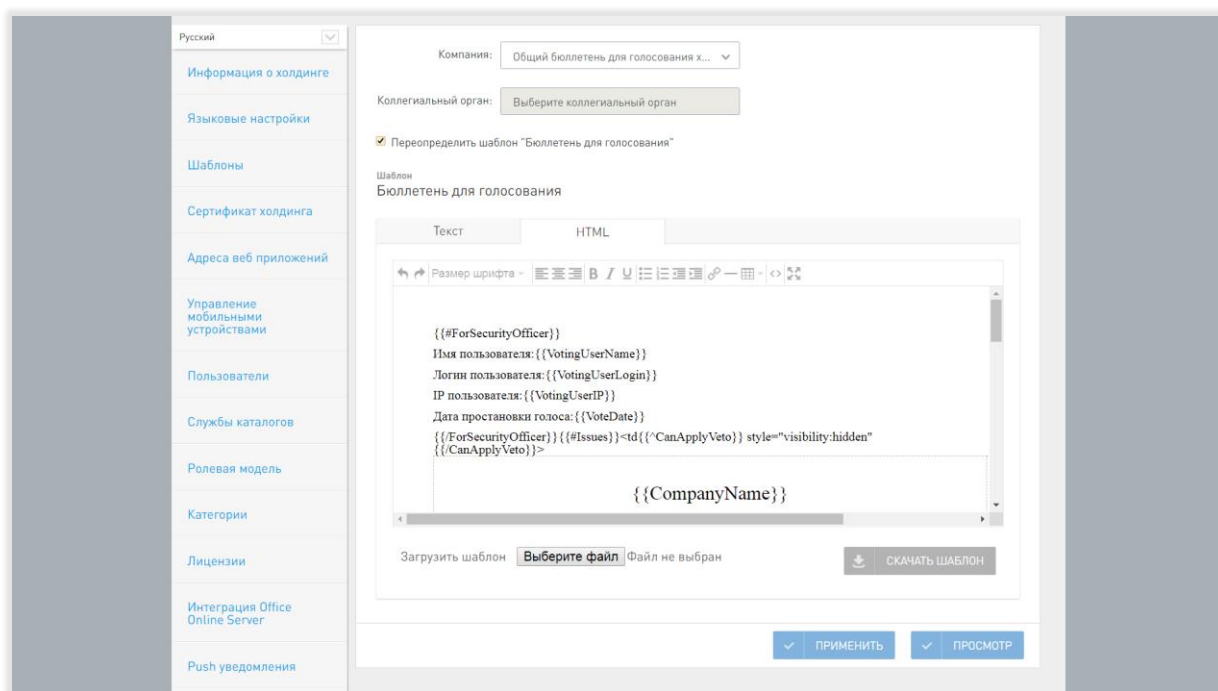 Русский
Информация о холдинге
Языковые настройки
Шаблоны
Сертификат холдинга
Адреса веб приложений
Управление
мобильными
устройствами
Пользователи
Службы каталогов
Ролевая модель
Категории
Лицензии
Интеграция Office
Online Server
Push уведомления
Компания: Общий бюллетень для голосования х...
Коллегиальный орган: Выберите коллегиальный орган
Переопределить шаблон "Бюллетень для голосования"
Шаблон
Бюллетень для голосования
Текст HTML
Размер шрифта B I U
{{#ForSecurityOfficer}}
Имя пользователя:{{VotingUserName}}
Логин пользователя:{{VotingUserLogin}}
IP пользователя:{{VotingUserIP}}
Дата простановки голоса:{{VoteDate}}
{{/ForSecurityOfficer}}{{#Issues}}<td{{^CanApplyVeto}} style="visibility:hidden"
{{/CanApplyVeto}}>
{{CompanyName}}
Загрузить шаблон Выберите файл Файл не выбран
СКАЧАТЬ ШАБЛОН
ПРИМЕНИТЬ ПРОСМОТР